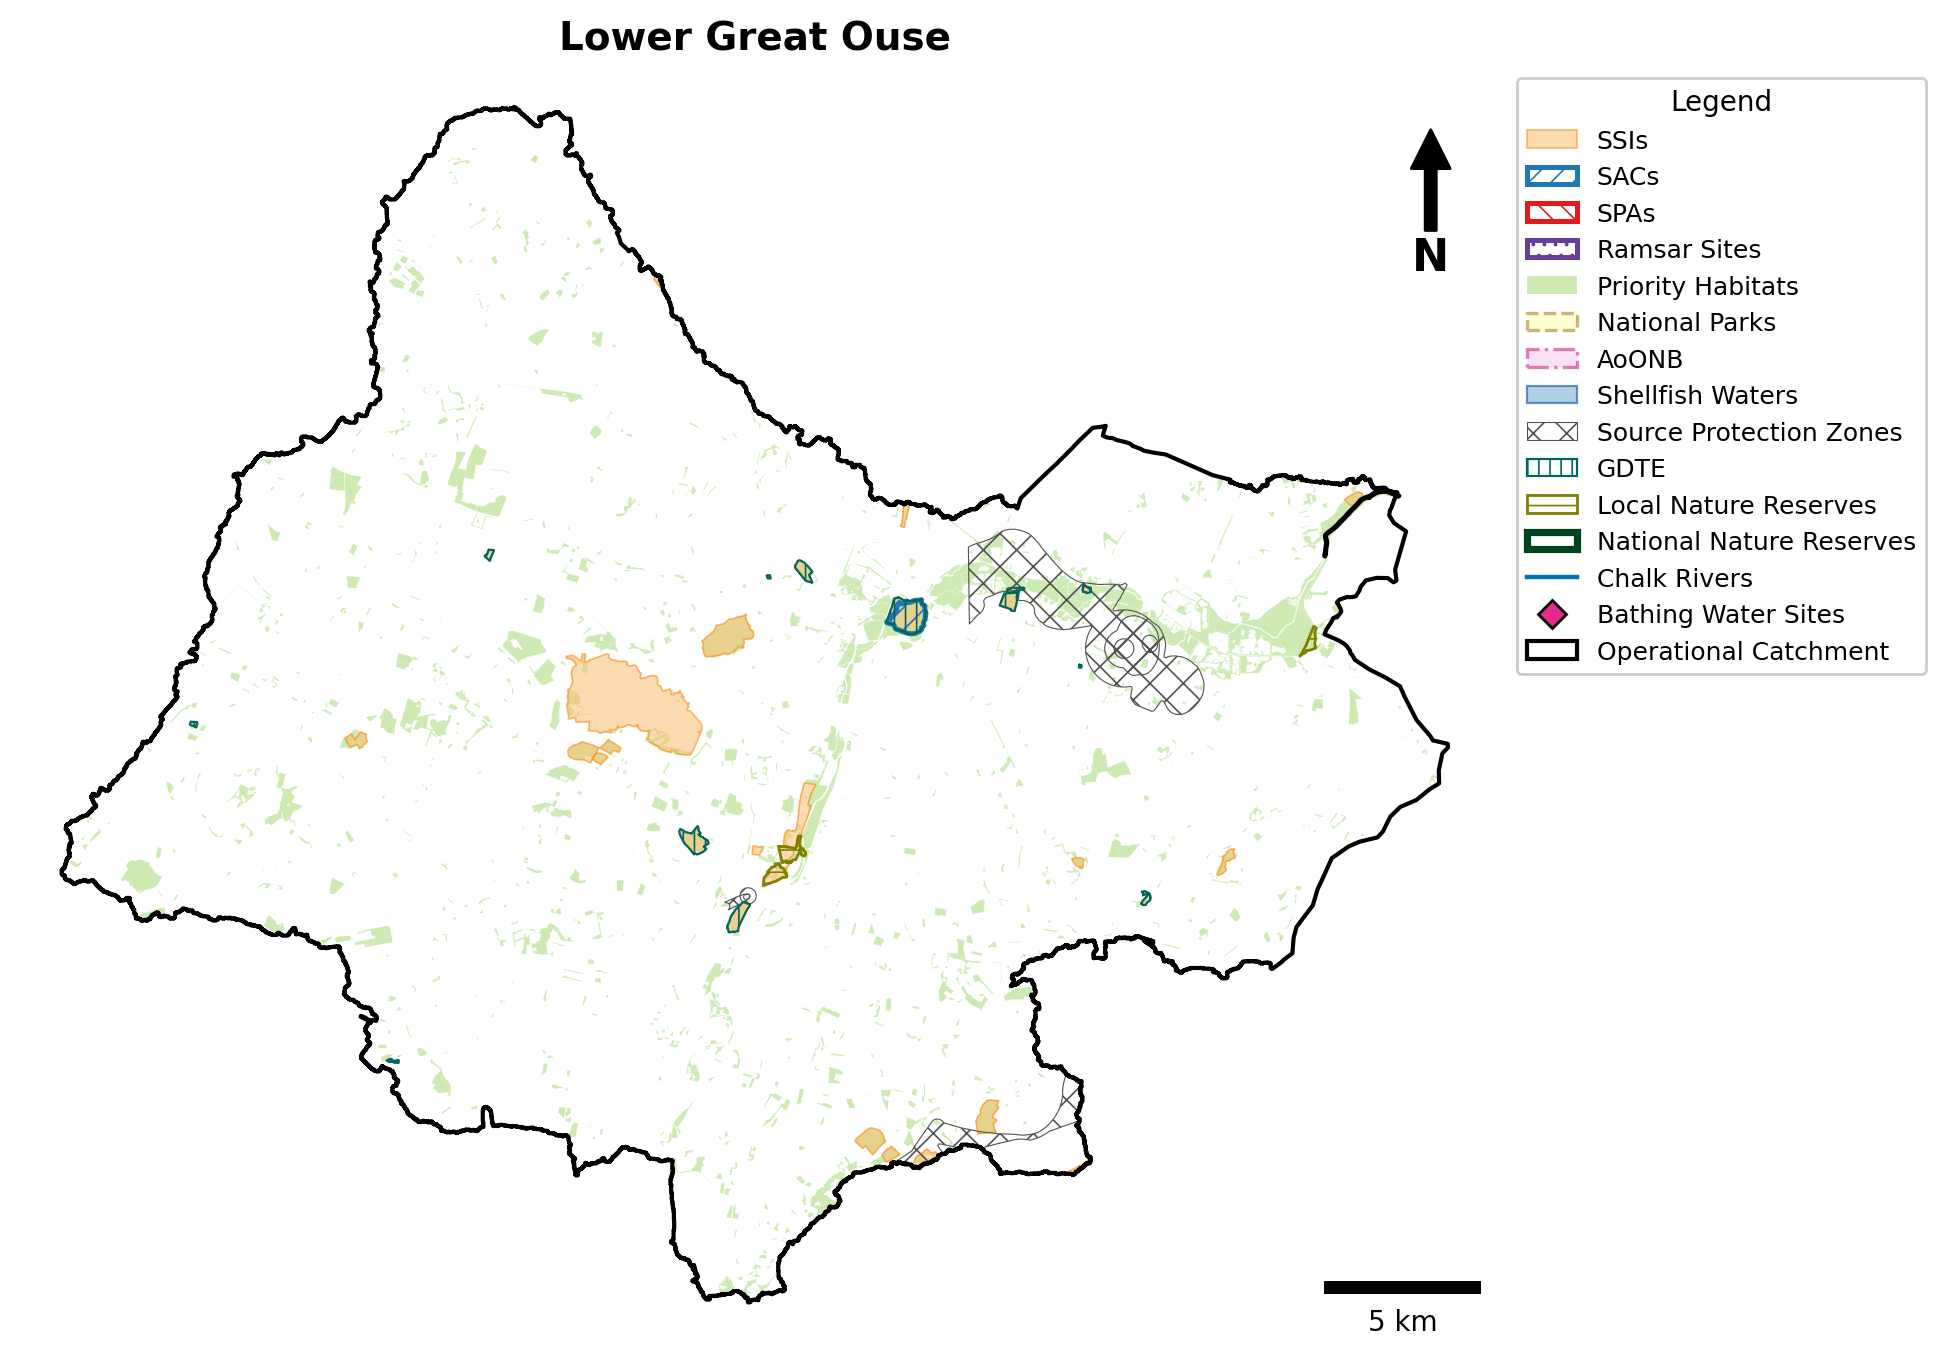 Lower Great Ouse
Legend
SSIs
SACs
SPAs
Ramsar Sites
Priority Habitats
National Parks
AoONB
Shellfish Waters
Source Protection Zones
GDTE
Local Nature Reserves
National Nature Reserves
Chalk Rivers
Bathing Water Sites
Operational Catchment
N
5 km